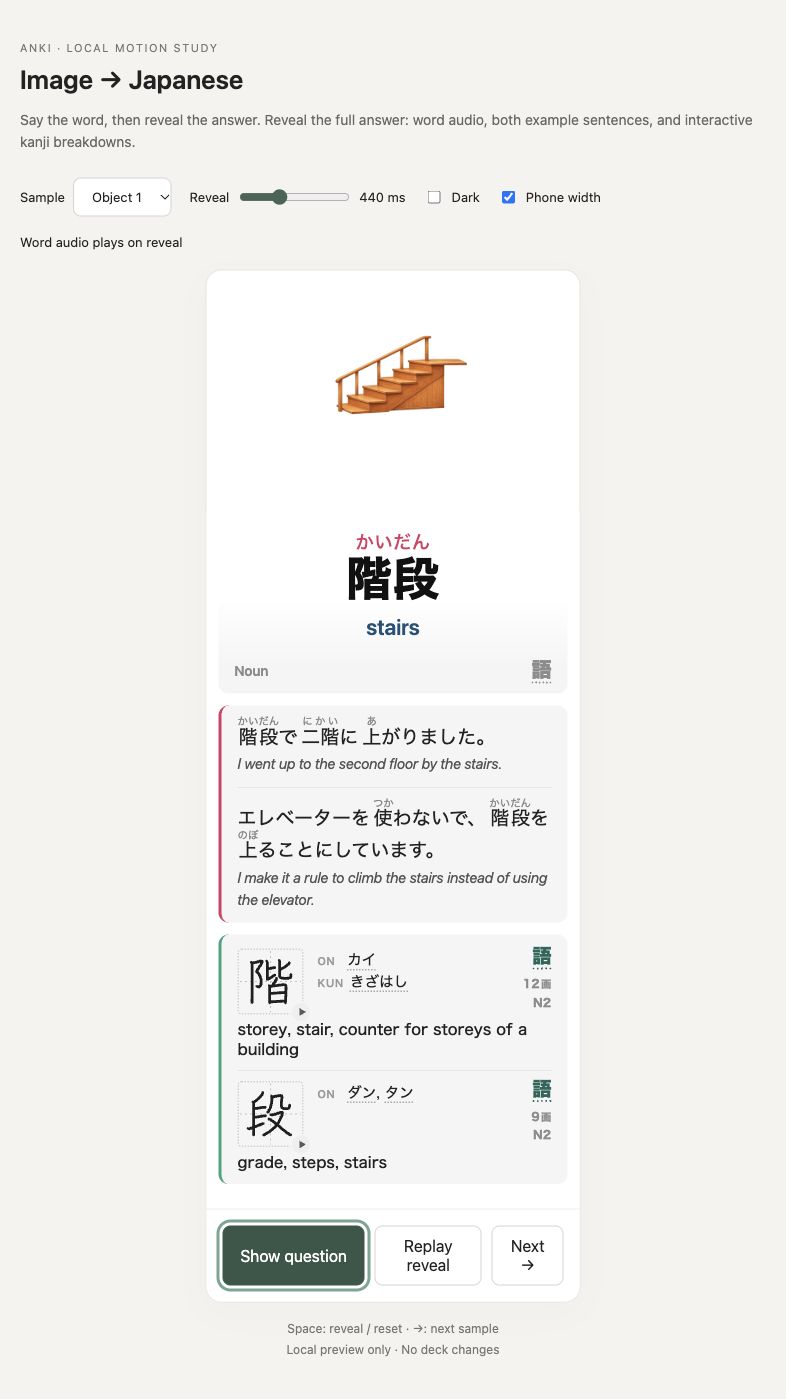 ANKI · LOCAL MOTION STUDY
Image → Japanese
Say the word, then reveal the answer. Reveal the full answer: word audio, both example sentences, and interactive
kanji breakdowns.
Sample Object 1 Reveal 440 ms Dark Phone width
Word audio plays on reveal
かいだん
階段
stairs
Noun 語
かいだん にかい あ
階段で 二階に 上がりました。
I went up to the second floor by the stairs.
つか かいだん
エレベーターを 使わないで、 階段を
のぼ
上ることにしています。
I make it a rule to climb the stairs instead of using
the elevator.
階 ON カイ 語
KUN きざはし 12画
N2
storey, stair, counter for storeys of a
building
段 ON ダン, タン 語
9画
N2
grade, steps, stairs
Show question Replay reveal Next →
Space: reveal / reset · →: next sample
Local preview only · No deck changes